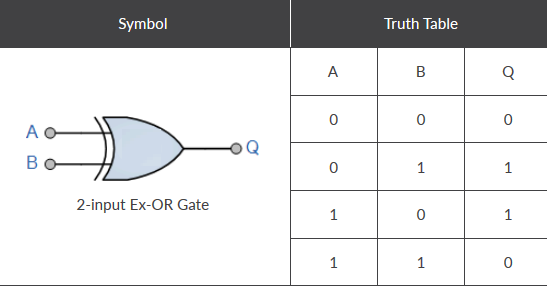 Symbol Truth Table
A B Q
0 0 0
A
Q
0 1 1
B
2-input Ex-OR Gate
1 0 1
1 1 0